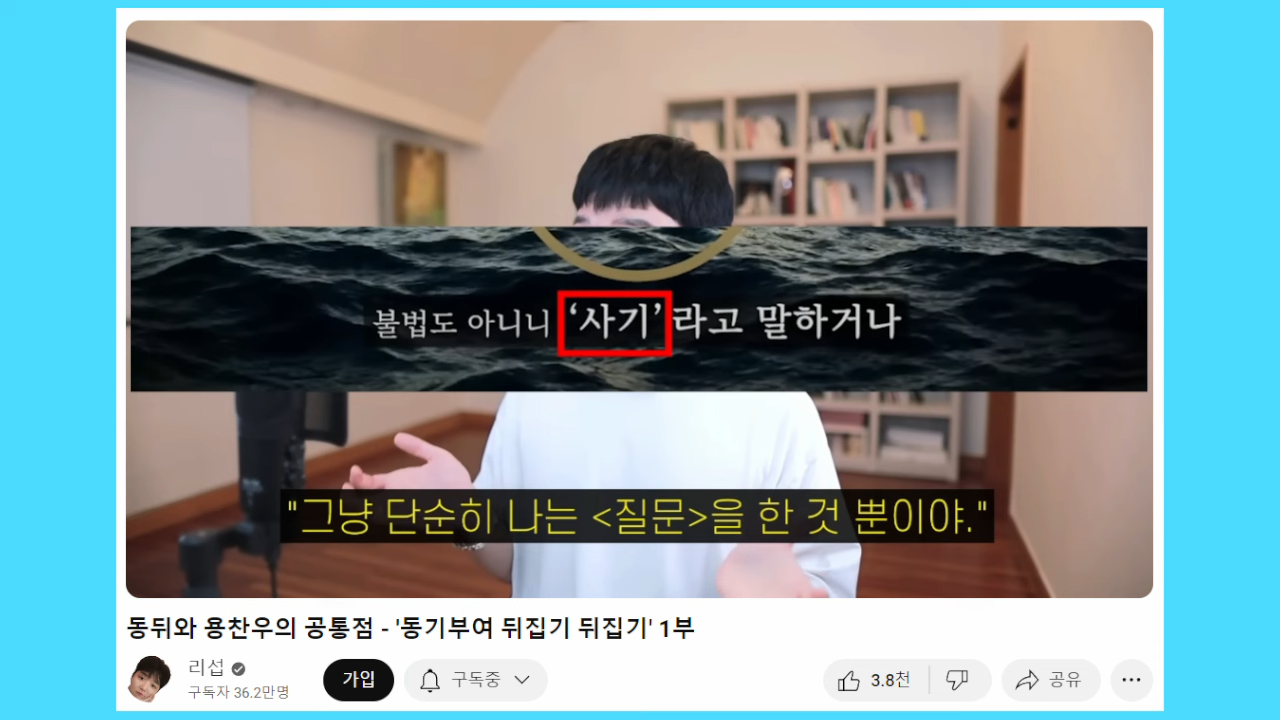 불법도 아니니 '사기'라고 말하거나
"그냥 단순히 나는 <질문>을 한 것 뿐이야."
동뒤와 용찬우의 공통점 - '동기부여 뒤집기 뒤집기' 1부
리섭
가입
구독중
3.8천
공유
구독자 36.2만명